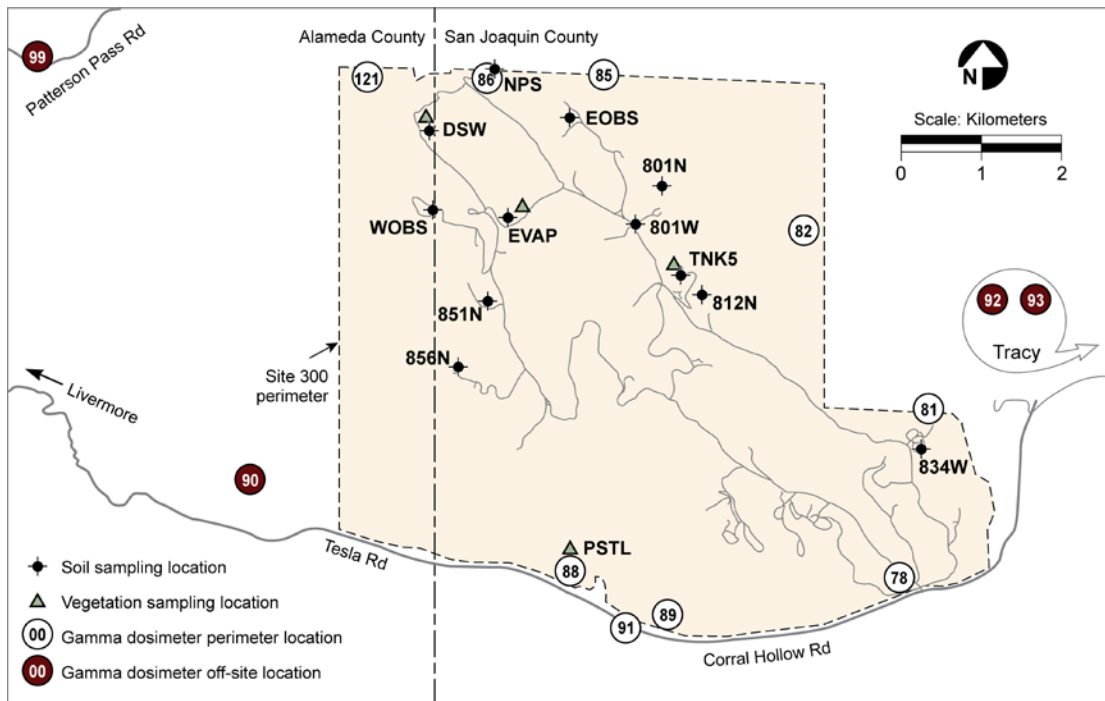 Alameda County
San Joaquin County
99
Patterson Pass Rd
121
86
85
NPS
N
Scale: Kilometers
0
1
2
DSW
EOBS
801N
WOBS
EVAP
801W
82
TNK5
812N
92
93
Tracy
851N
856N
Site 300
perimeter
Livermore
81
834W
90
Tesla Rd
PSTL
88
78
89
91
Corral Hollow Rd
Soil sampling location
Vegetation sampling location
00
Gamma dosimeter perimeter location
00
Gamma dosimeter off-site location